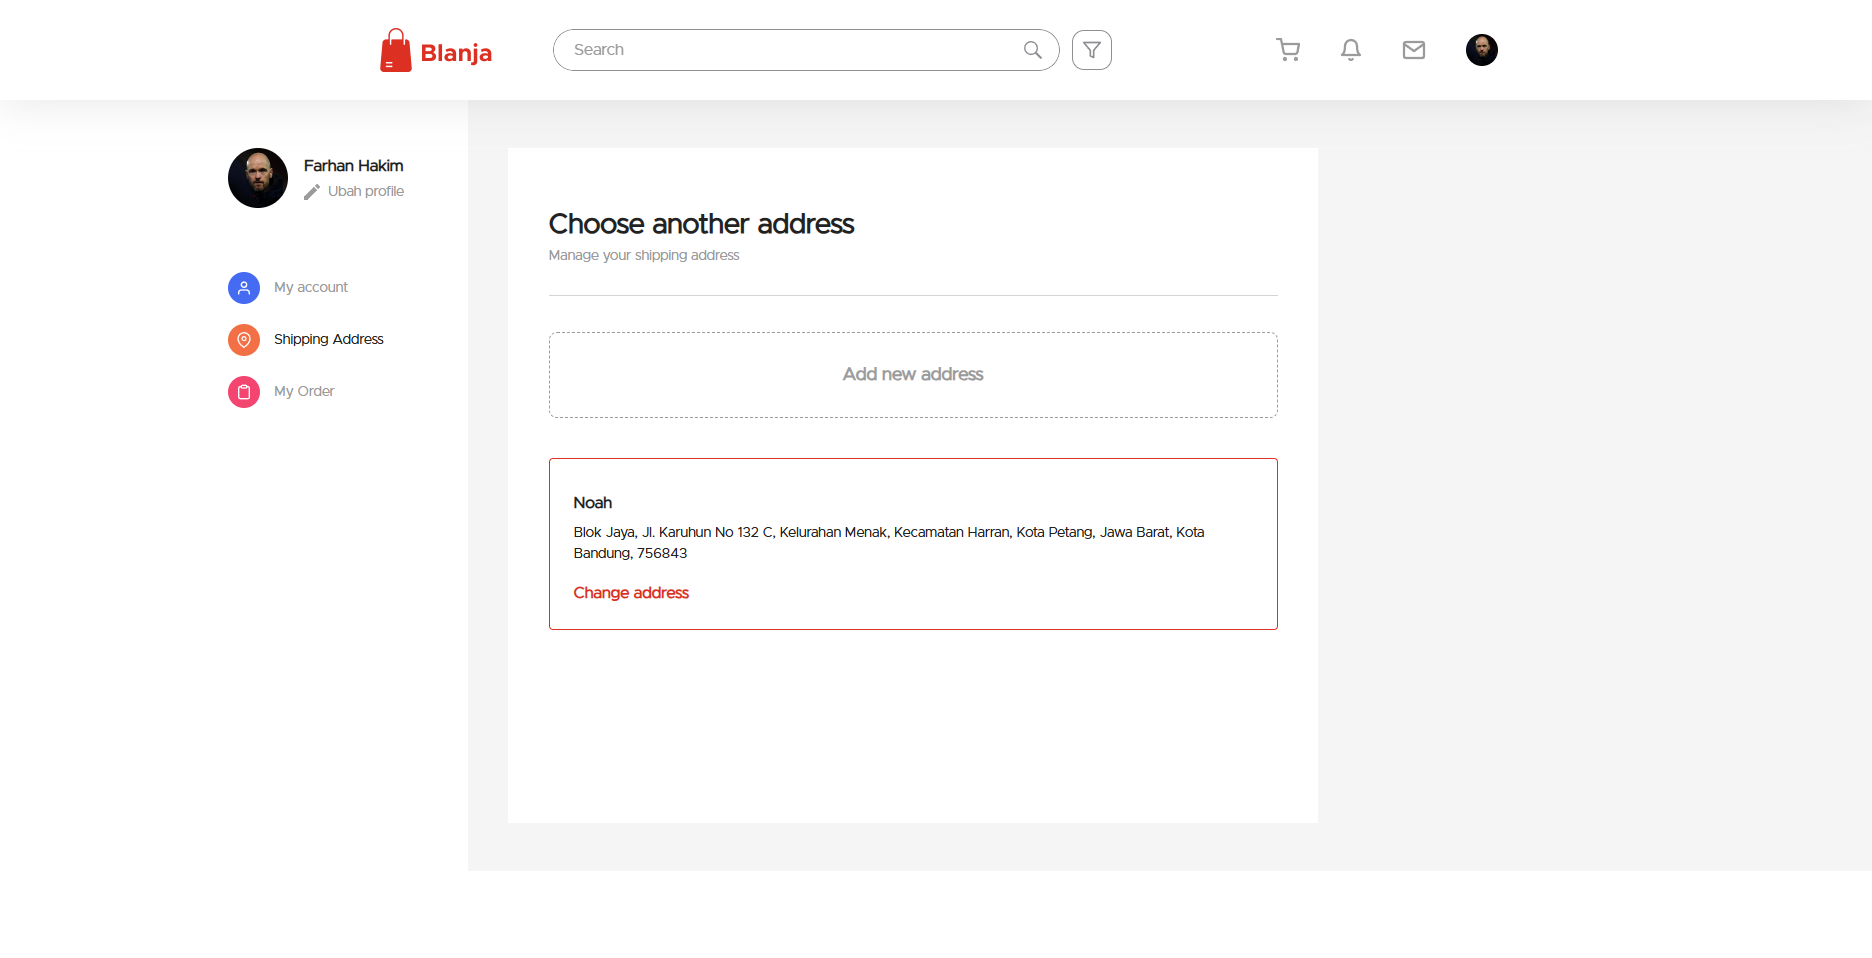 Blanja
Search
Farhan Hakim
Ubah profile
My account
Shipping Address
My Order
Choose another address
Manage your shipping address
Add new address
Noah
Blok Jaya, Jl. Karuhun No 132 C, Kelurahan Menak, Kecamatan Harran, Kota Petang, Jawa Barat, Kota
Bandung, 756843
Change address